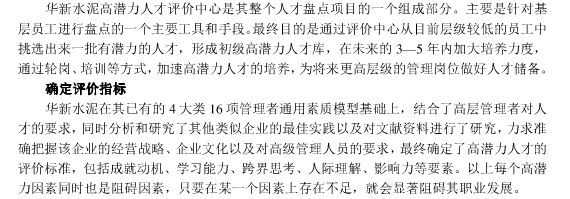 华新水泥高潜力人才评价中心是其整个人才盘点项目的一个组成部分。主要是针对基
层员工进行盘点的一个主要工具和手段。最终目的是通过评价中心从目前层级较低的员工中
挑选出来一批有潜力的人才，形成初级高潜力人才库，在未来的 3—5 年内加大培养力度，
通过轮岗、培训等方式，加速高潜力人才的培养，为将来更高层级的管理岗位做好人才储备。
确定评价指标
华新水泥在其已有的 4 大类 16 项管理者通用素质模型基础上，结合了高层管理者对人
才的要求，同时分析和研究了其他类似企业的最佳实践以及对文献资料进行了研究，力求准
确把握该企业的经营战略、企业文化以及对高级管理人员的要求，最终确定了高潜力人才的
评价标准，包括成就动机、学习能力、跨界思考、人际理解、影响力等要素。以上每个高潜
力因素同时也是阻碍因素，只要在某一个因素上存在不足，就会显著阻碍其职业发展。